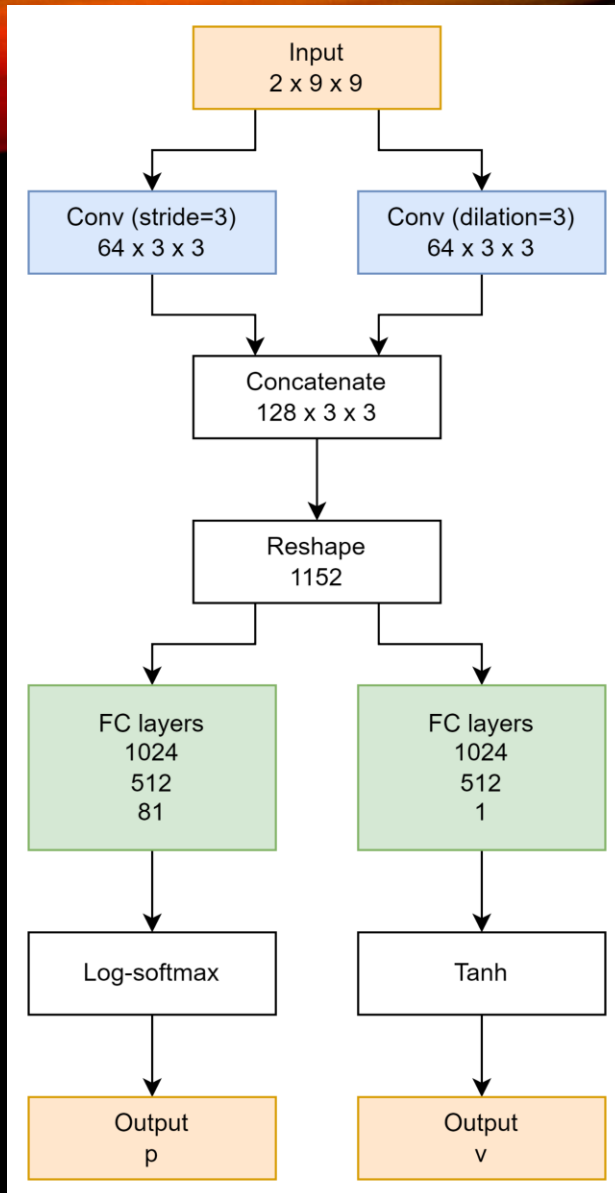 Input
2 x 9 x 9
Conv (stride=3)
64 x 3 x 3
Conv (dilation=3)
64 x 3 x 3
Concatenate
128 x 3 x 3
Reshape
1152
FC layers
1024
512
81
FC layers
1024
512
1
Log-softmax
Tanh
Output
p
Output
v